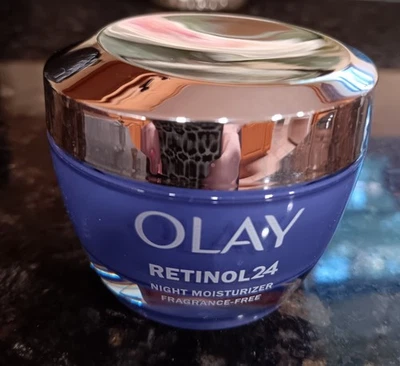 OLAY
RETINOL24
NIGHT MOISTURIZER
FRAGRANCE-FREE